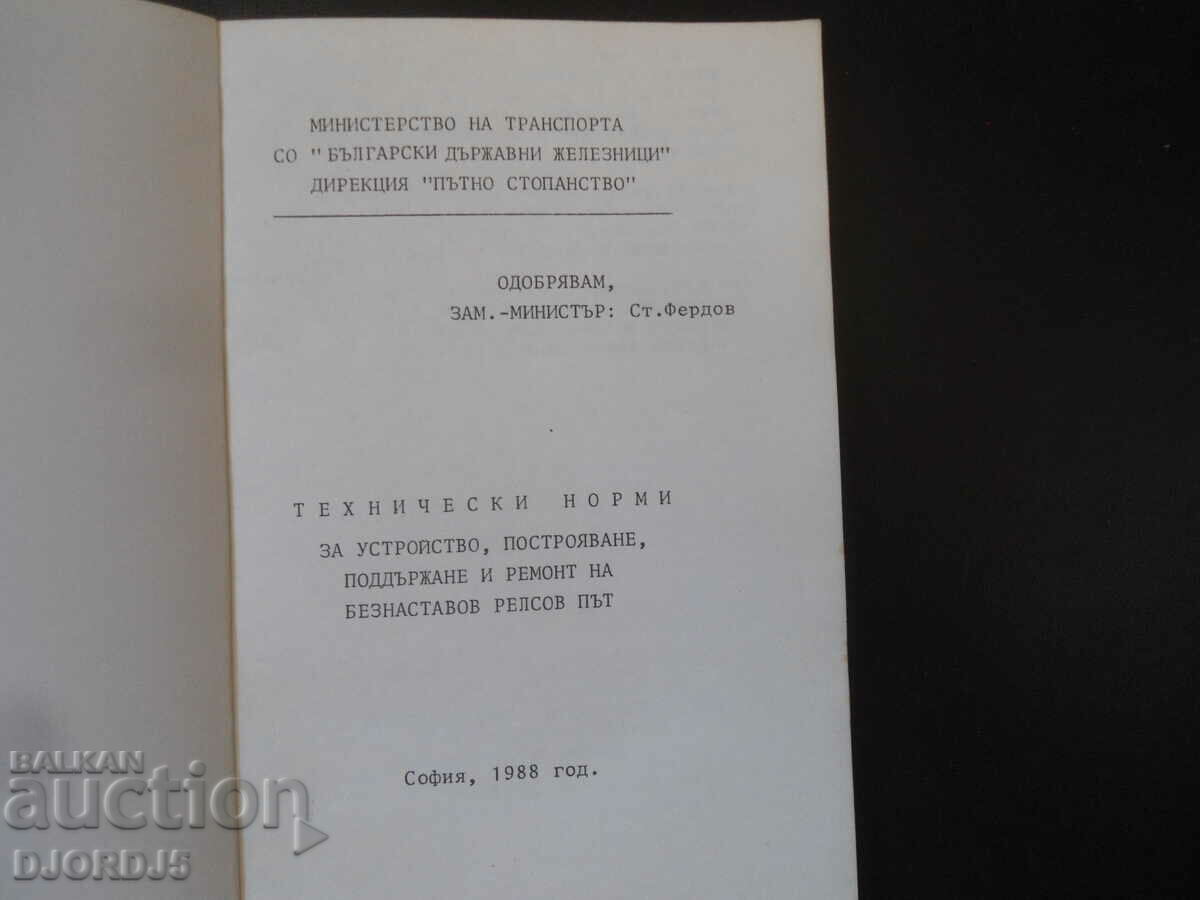 МИНИСТЕРСТВО НА ТРАНСПОРТА
СО "БЪЛГАРСКИ ДЪРЖАВНИ ЖЕЛЕЗНИЦИ"
ДИРЕКЦИЯ "ПЪТНО СТОПАНСТВО"
ОДОБРЯВАМ,
ЗАМ.-МИНИСТЪР: Ст.Фердов
ТЕХНИЧЕСКИ НОРМИ
ЗА УСТРОЙСТВО, ПОСТРОЯВАНЕ,
ПОДДЪРЖАНЕ И РЕМОНТ НА
БЕЗНАСТАВОВ РЕЛСОВ ПЪТ
София, 1988 год.
BALKAN
auction
DJORDJ5